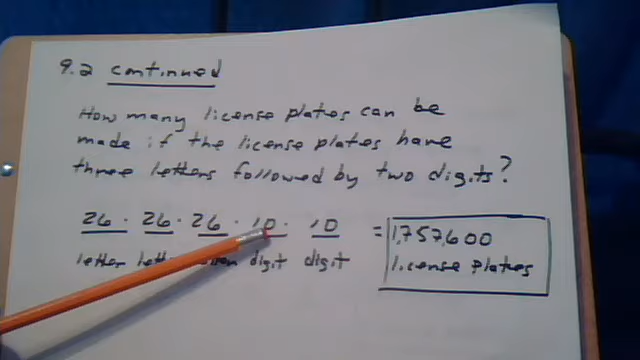 9.2 continued
How many license plates can be
made if the license plates have
three letters followed by two digits?
26 · 26 · 26 · 10 · 10 = 1,757,600
letter digit digit license plates